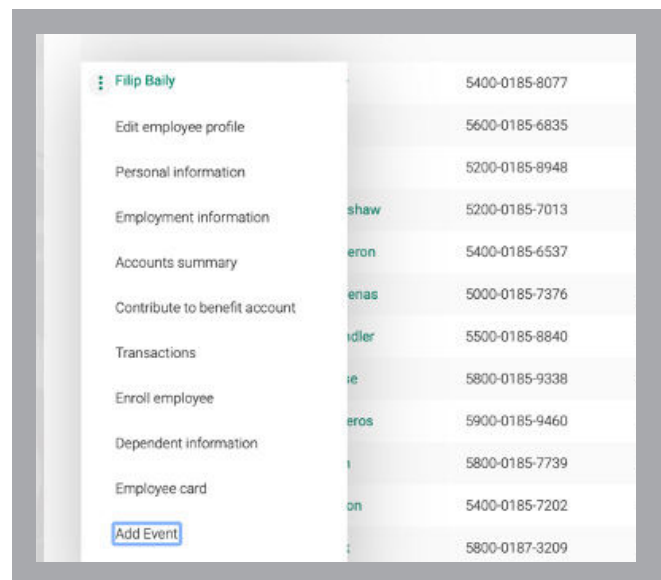 Filip Baily
5400-0185-8077
Edit employee profile
5600-0185-6835
Personal information
5200-0185-8948
Employment information
shaw 5200-0185-7013
Accounts summary
eron 5400-0185-6537
Contribute to benefit account
enas 5000-0185-7376
Transactions
dler 5500-0185-8840
Enroll employee
se 5800-0185-9338
Dependent information
eros 5900-0185-9460
5800-0185-7739
Employee card
on 5400-0185-7202
Add Event
5800-0187-3209